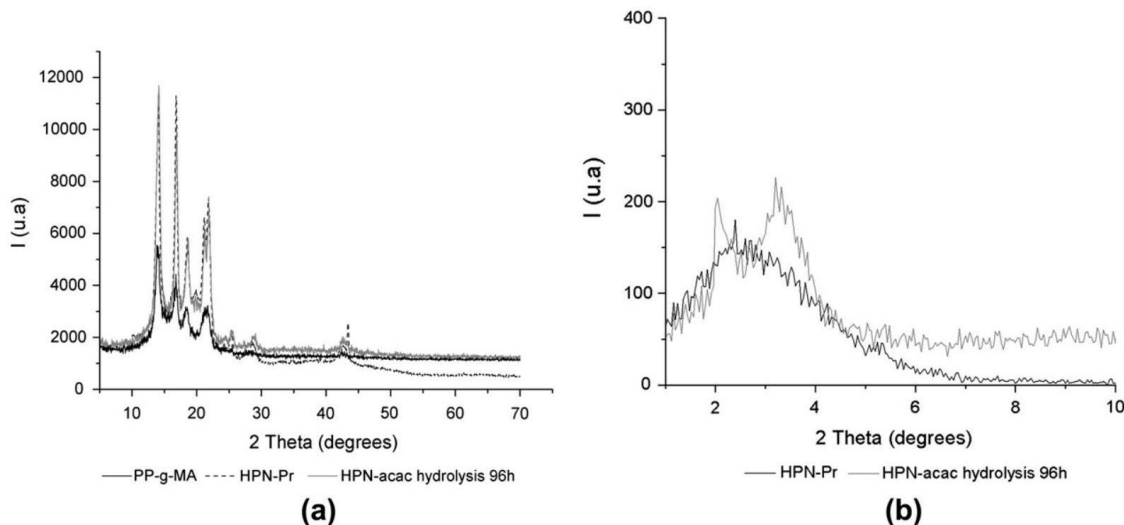 12000
10000
8000
6000
4000
2000
0
I (u.a)
10 20 30 40 50 60 70
2 Theta (degrees)
PP-g-MA HPN-Pr HPN-acac hydrolysis 96h
(a)
400
300
200
100
0
I (u.a)
2 4 6 8 10
2 Theta (degrees)
HPN-Pr HPN-acac hydrolysis 96h
(b)